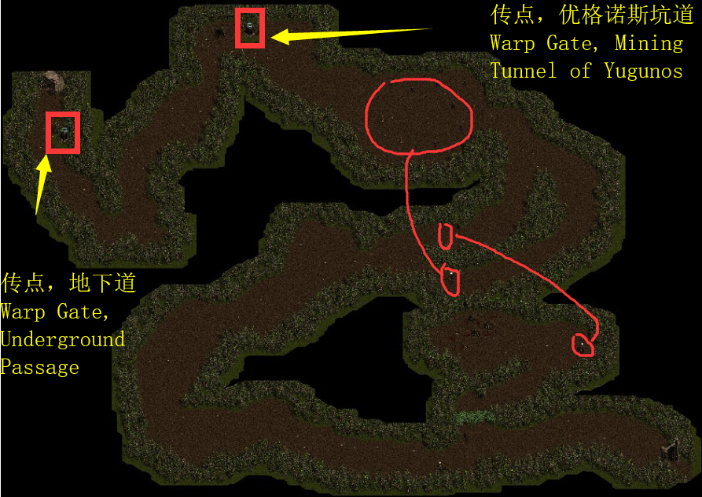 传点，优格诺斯坑道
Warp Gate, Mining
Tunnel of Yugunos
传点，地下道
Warp Gate,
Underground
Passage